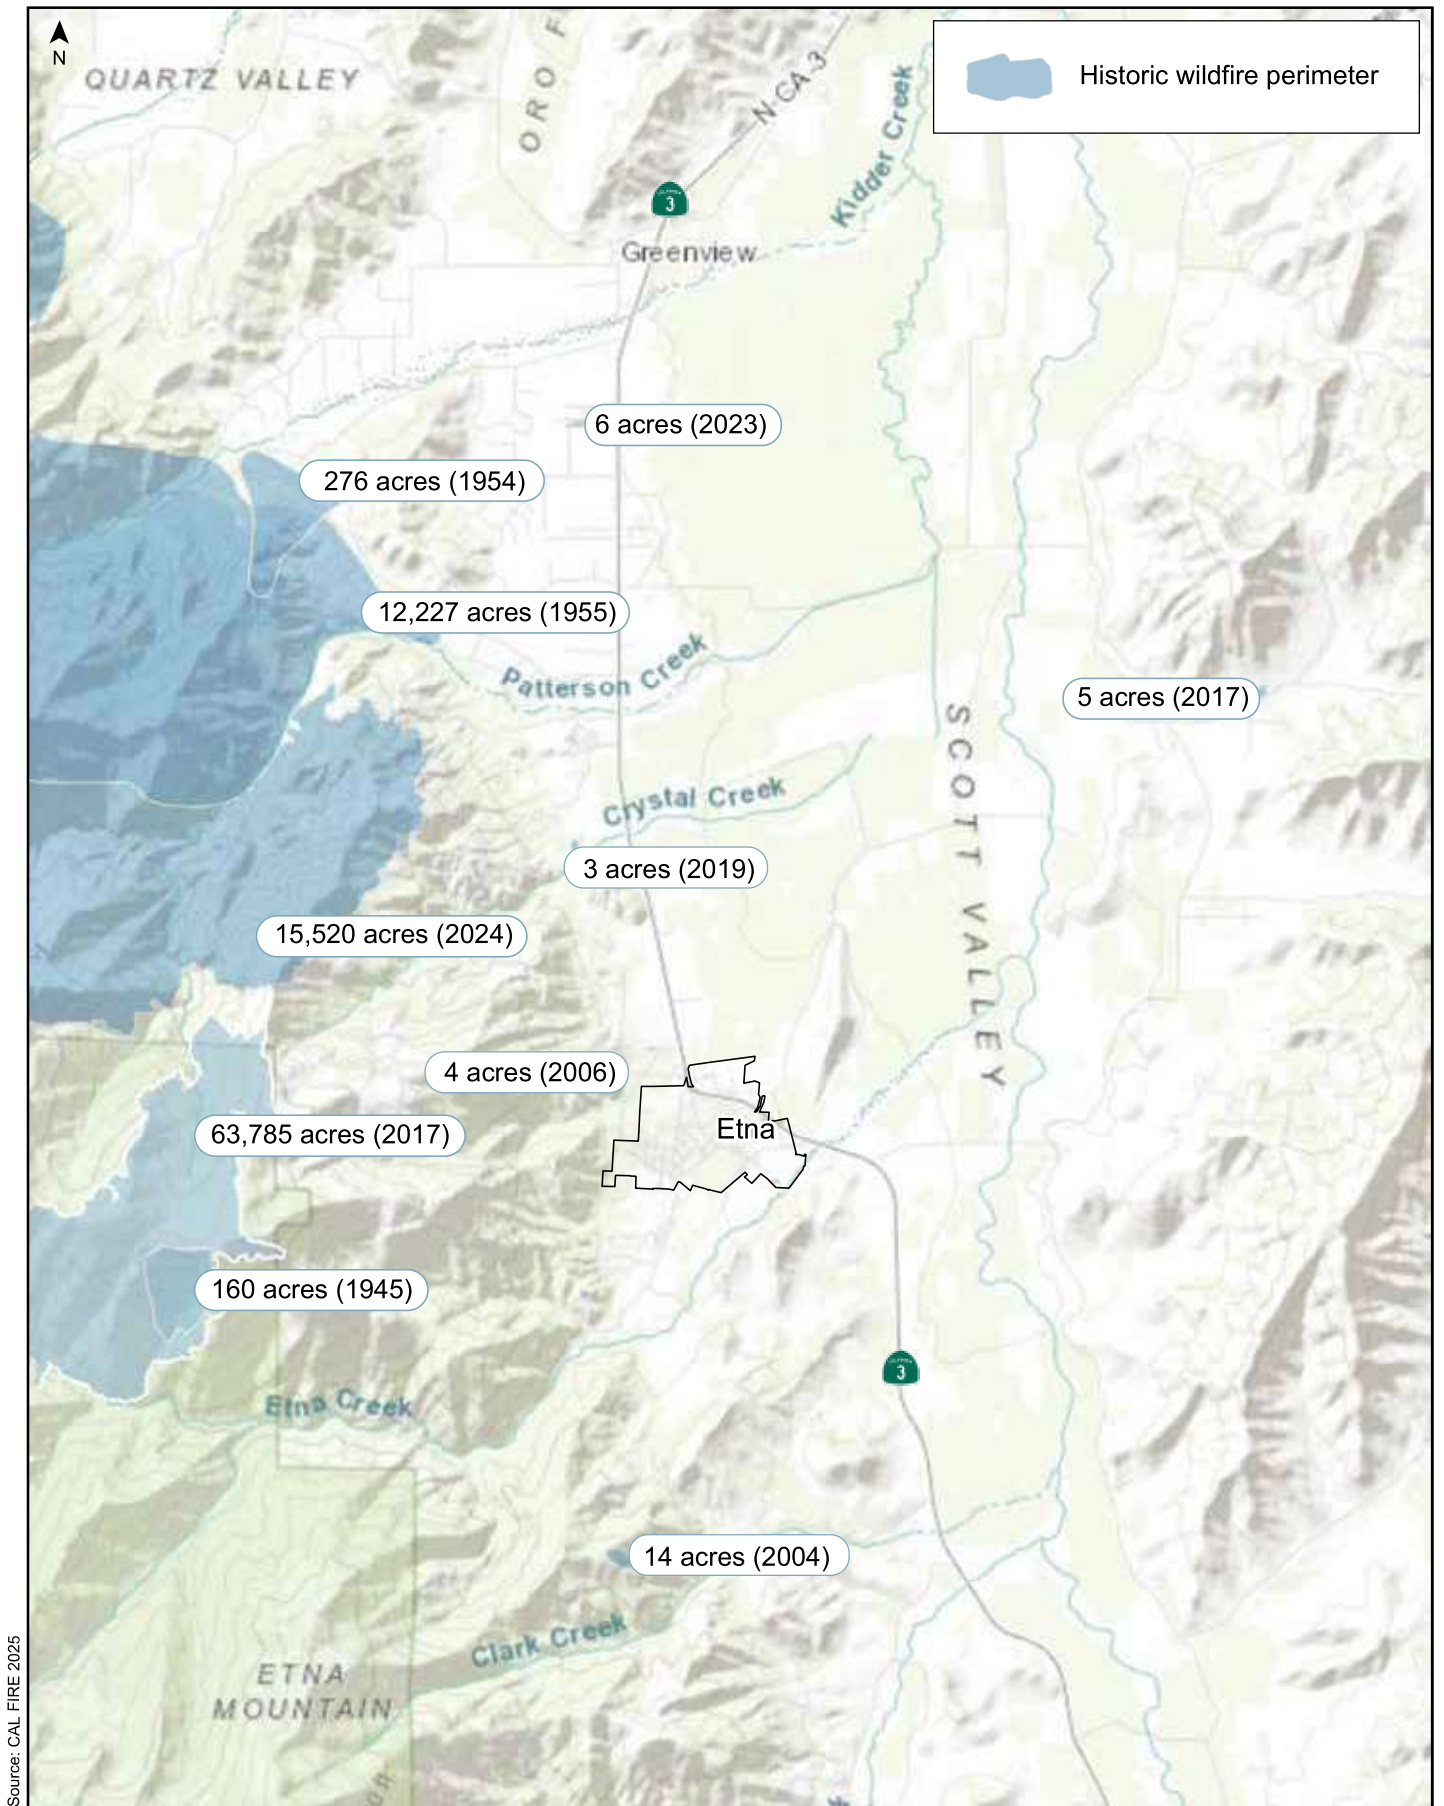 N
QUARTZ VALLEY
ORO F
N CA-3
Kidder Creek
Historic wildfire perimeter
3
Greenview
6 acres (2023)
276 acres (1954)
12,227 acres (1955)
Patterson Creek
5 acres (2017)
SCOTT VALLEY
Crystal Creek
3 acres (2019)
15,520 acres (2024)
4 acres (2006)
63,785 acres (2017)
Etna
160 acres (1945)
3
Etna Creek
14 acres (2004)
Clark Creek
ETNA
MOUNTAIN
Source: CAL FIRE 2025